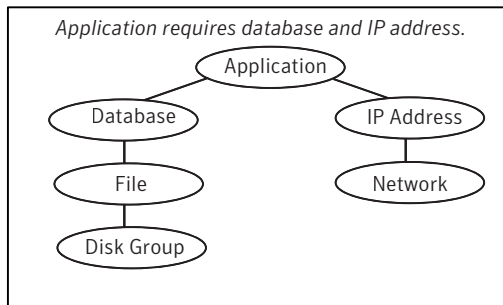 Application requires database and IP address.
Application
Database
IP Address
File
Network
Disk Group